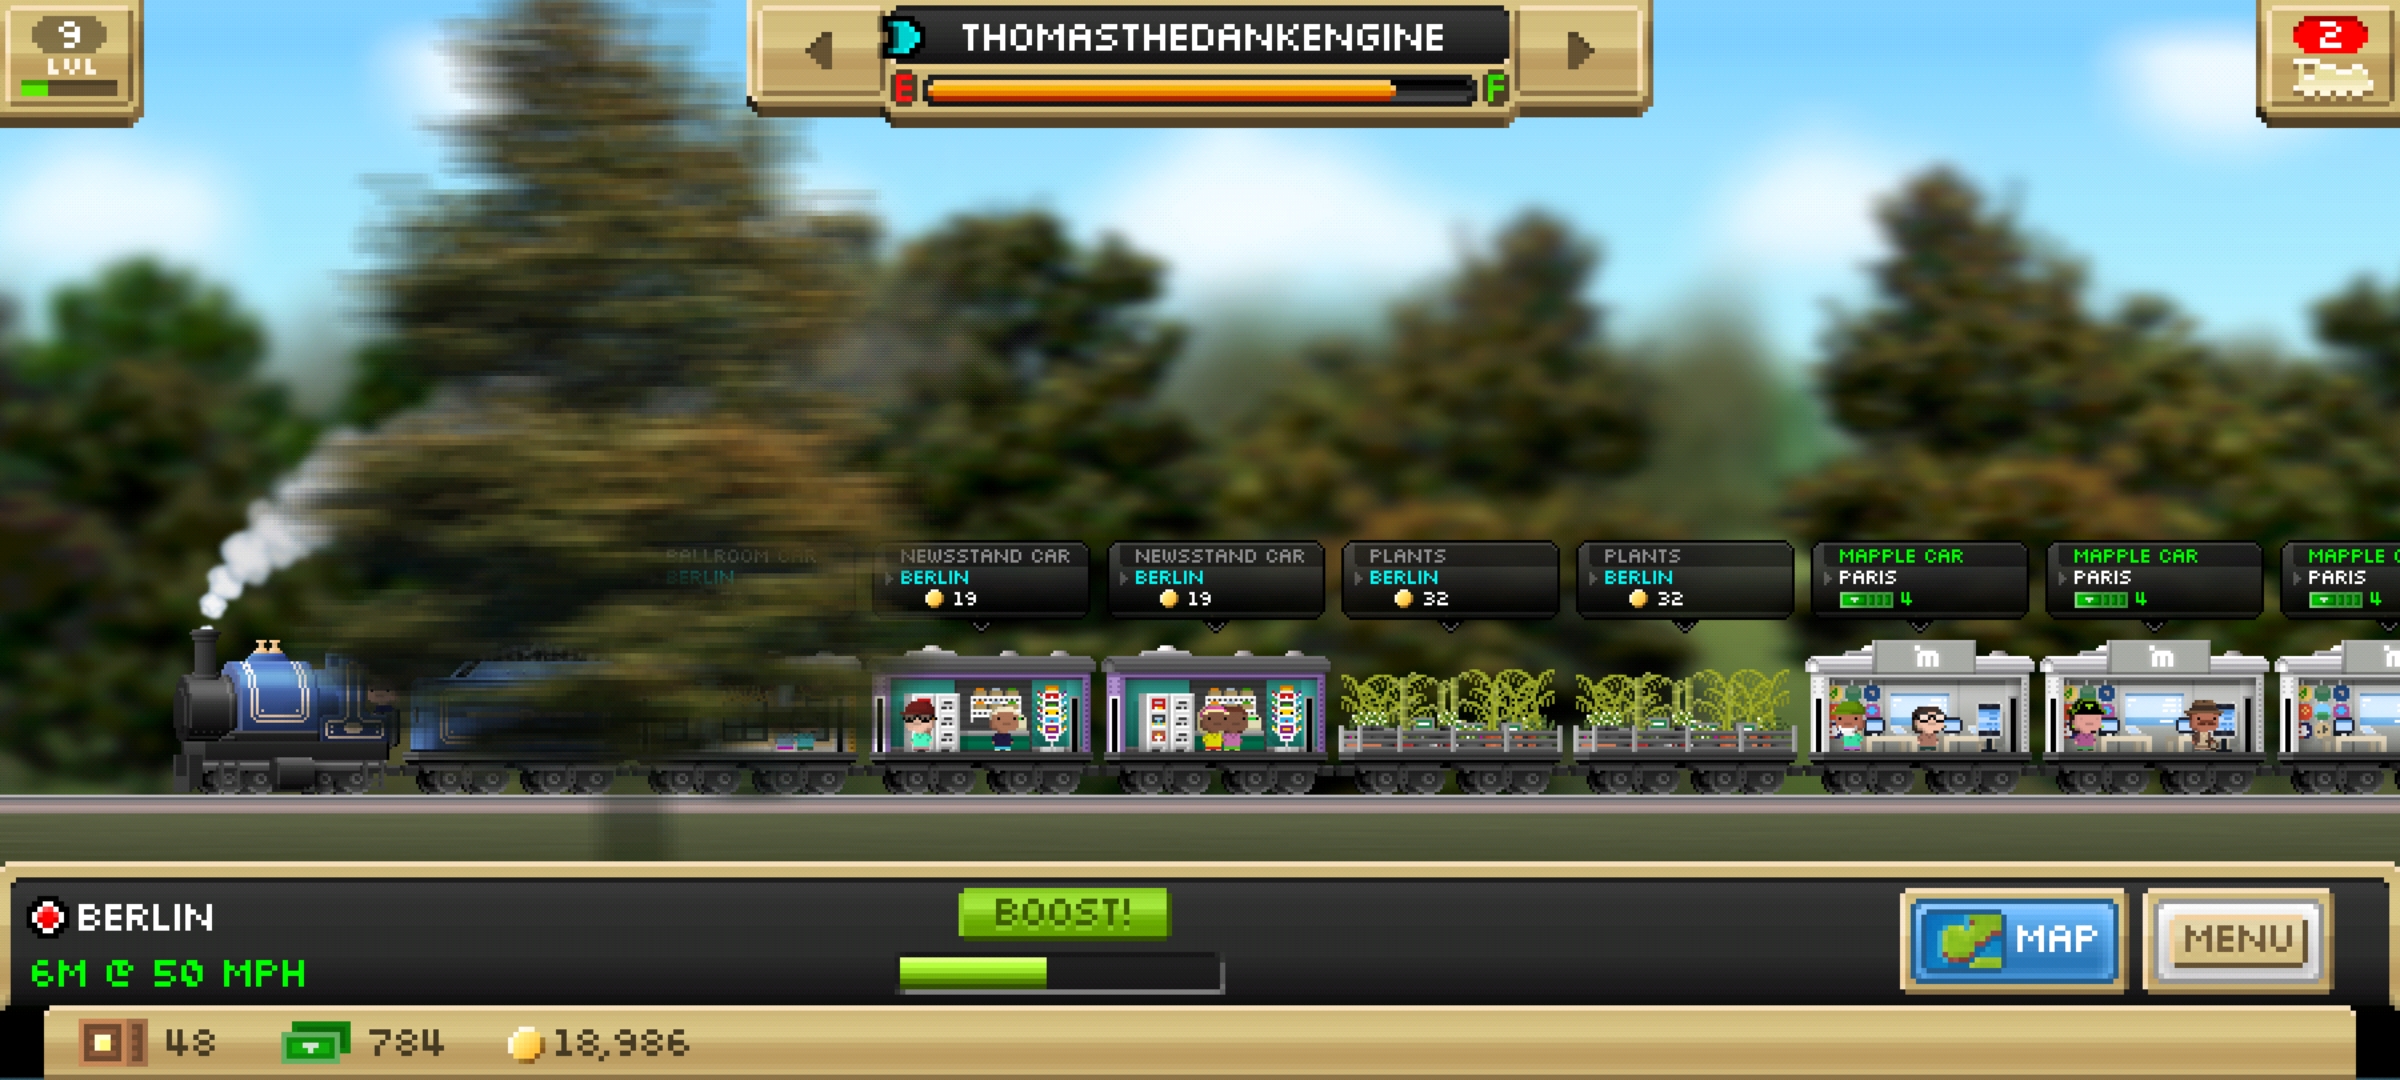 9
LVL
THOMASTHEDANKENGINE
E
F
2
BALLROOM CAR
BERLIN
NEWSSTAND CAR
BERLIN
19
NEWSSTAND CAR
BERLIN
19
PLANTS
BERLIN
32
PLANTS
BERLIN
32
MAPPLE CAR
PARIS
4
MAPPLE CAR
PARIS
4
MAPPLE C
PARIS
4
m
m
BERLIN
6M @ 50 MPH
BOOST!
MAP
MENU
48
784
18,986